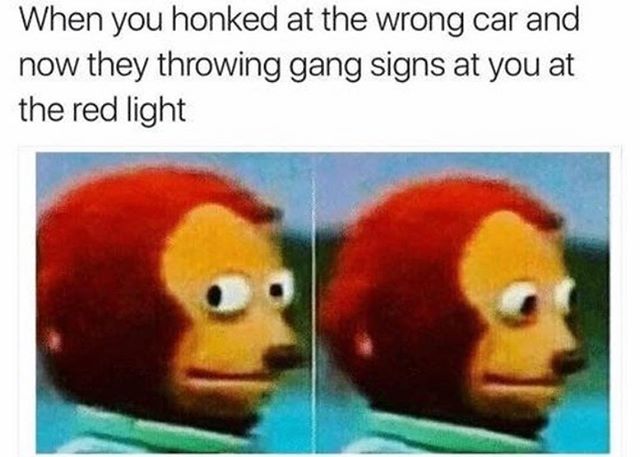 When you honked at the wrong car and
now they throwing gang signs at you at
the red light